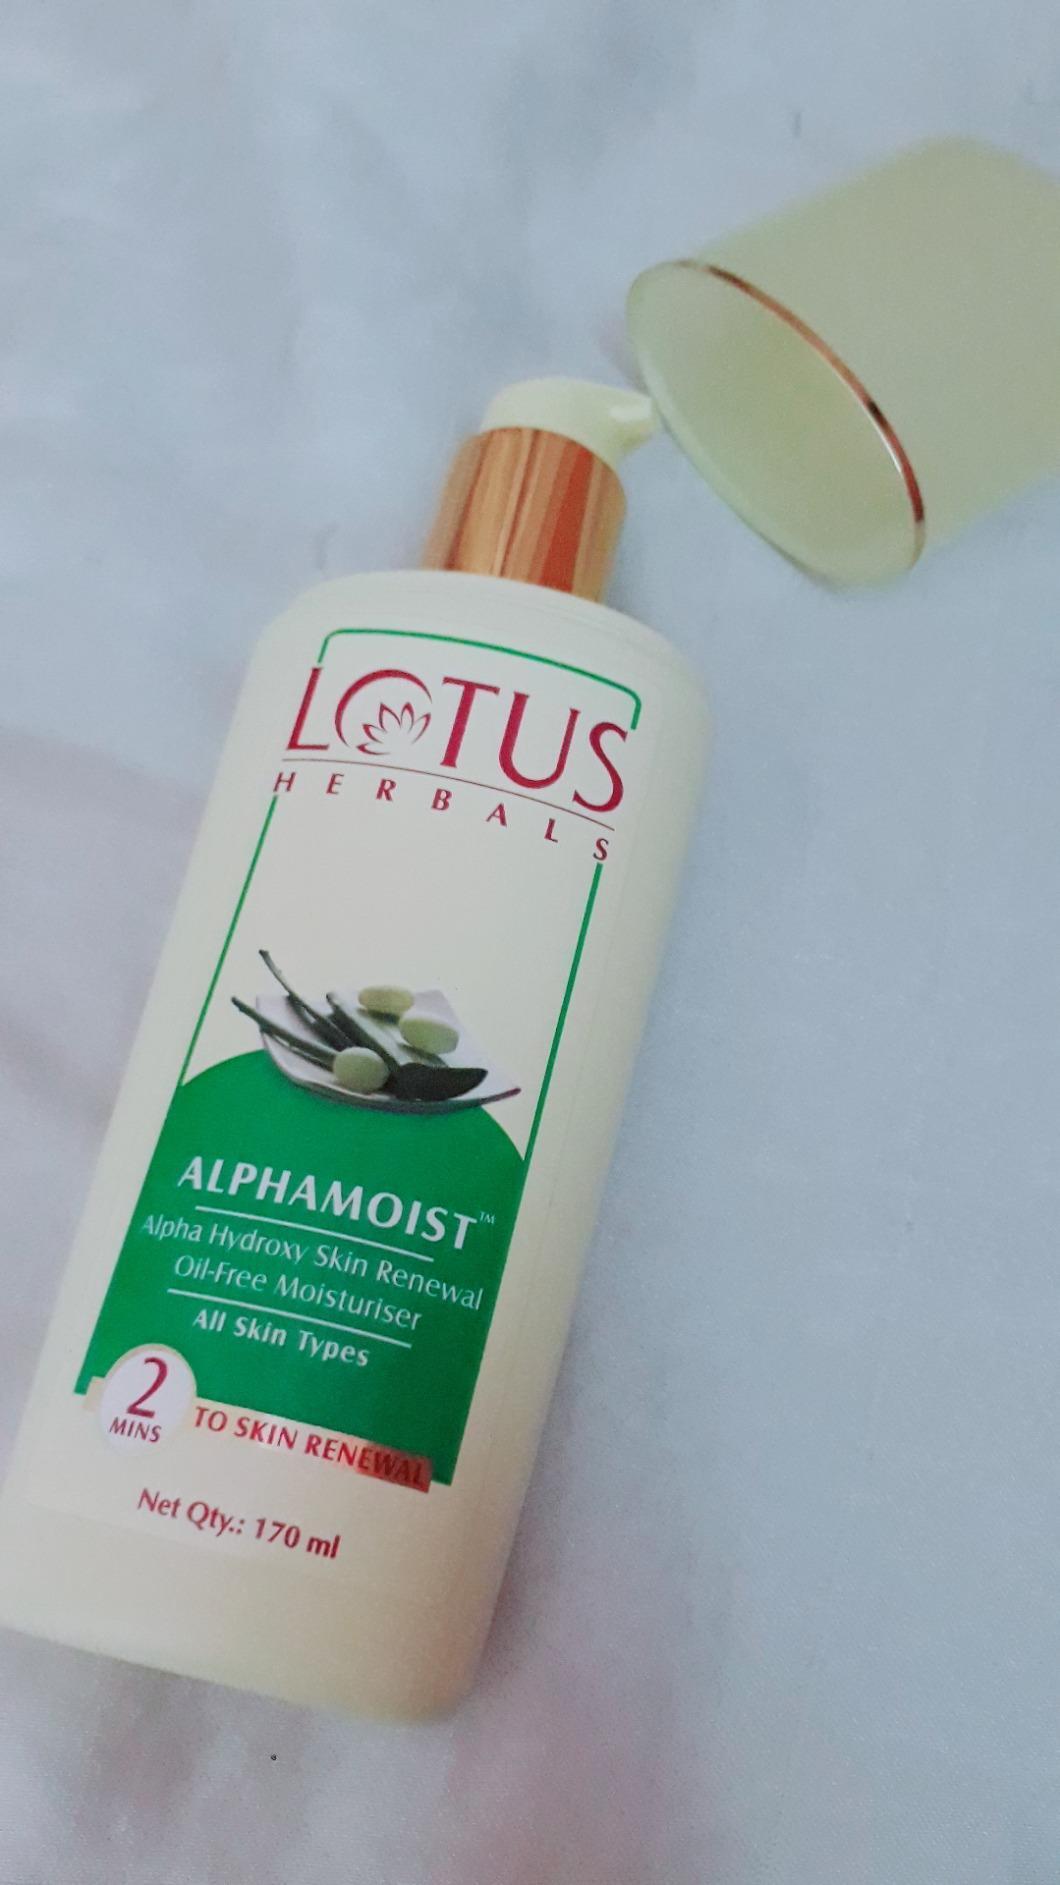 LOTUS
HERBALS
ALPHAMOIST™
Alpha Hydroxy Skin Renewal
Oil-Free Moisturiser
All Skin Types
2
MINS
TO SKIN RENEWAL
Net Qty.: 170 ml